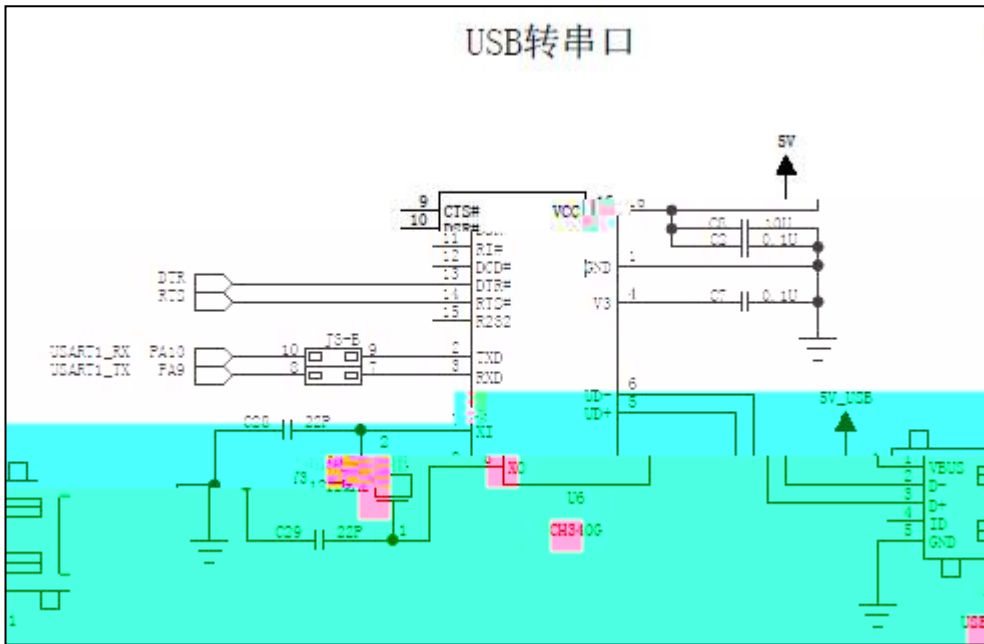 USB转串口
5V
9 CTS#
10 DSR#
VCC
10U
C2 0.1U
11 RI#
12 DCD#
GND 1
DTR 13 DTR#
RTS 14 RTS#
V3 4 C7 0.1U
15 R232
USART1_RX PA10 10 9 2 TXD
USART1_TX PA9 8 7 3 RXD
UD- 6
UD+ 5
5V_USB
22P
XI
2
XO
U6
1 VBUS
2 D-
3 D+
4 ID
5 GND
C29 22P 1
CH340G
1
USB